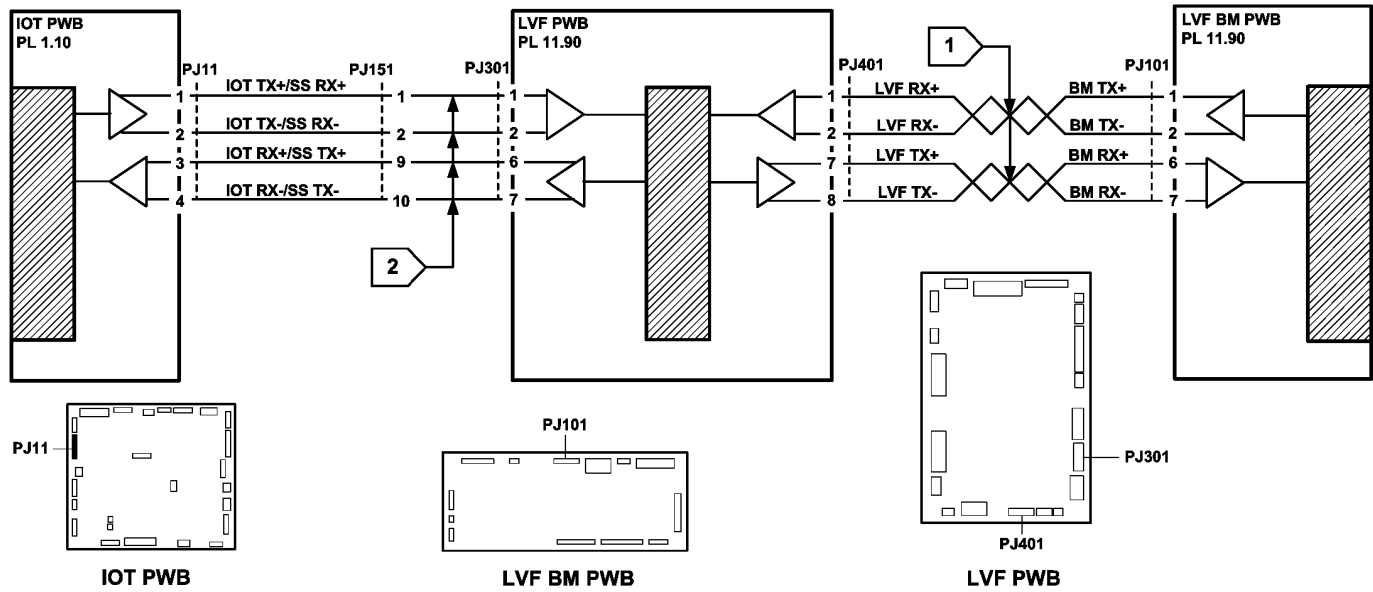 IOT PWB
PL 1.10
LVF PWB
PL 11.90
LVF BM PWB
PL 11.90
1
PJ11
PJ151
PJ301
PJ401
PJ101
1 IOT TX+/SS RX+ 1 1 1 LVF RX+ BM TX+ 1
2 IOT TX-/SS RX- 2 2 2 LVF RX- BM TX- 2
3 IOT RX+/SS TX+ 9 6 7 LVF TX+ BM RX+ 6
4 IOT RX-/SS TX- 10 7 8 LVF TX- BM RX- 7
2
PJ11
PJ101
PJ301
PJ401
IOT PWB
LVF BM PWB
LVF PWB